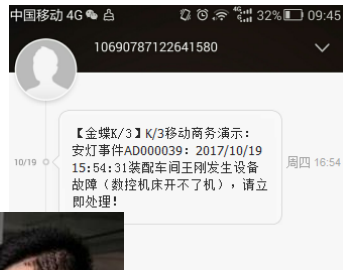 中国移动 4G 32% 09:45
10690787122641580
【金蝶K/3】K/3移动商务演示：
安灯事件AD000039：2017/10/19
10/19 15:54:31装配车间王刚发生设备 周四 16:54
故障（数控机床开不了机），请立
即处理！